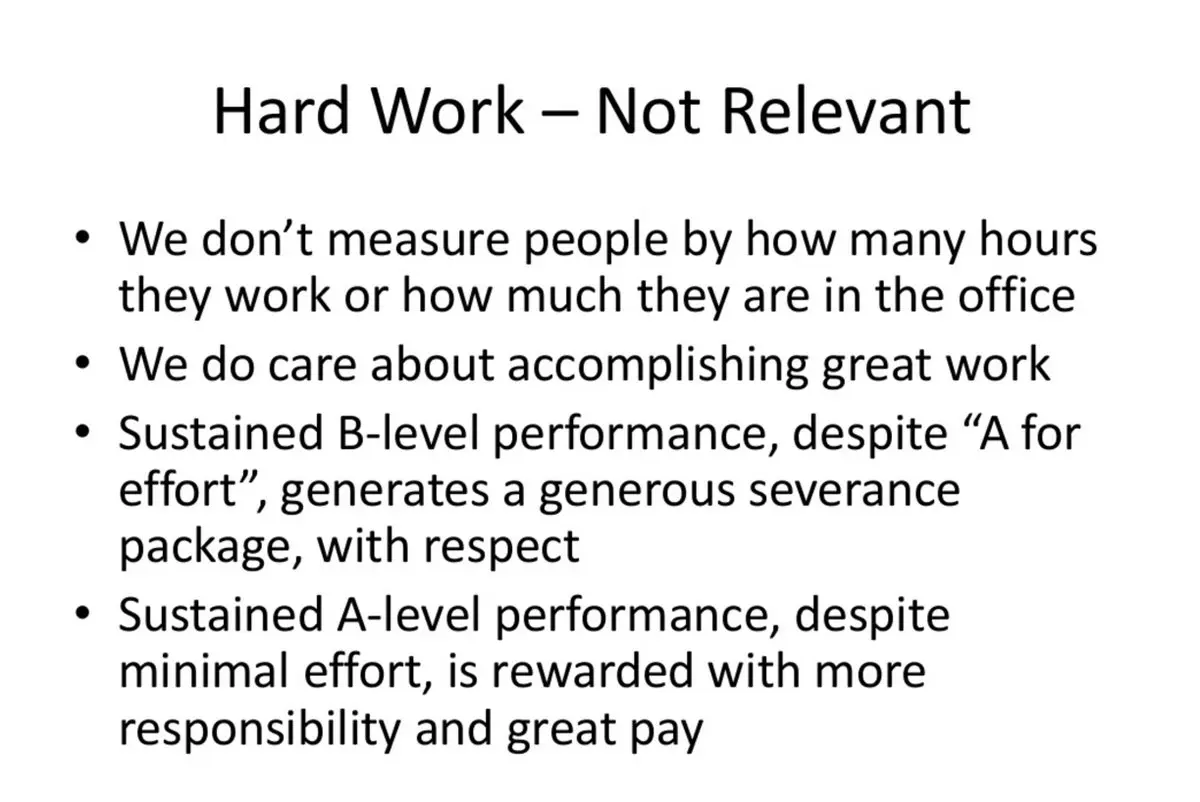 Hard Work – Not Relevant
• We don’t measure people by how many hours
they work or how much they are in the office
• We do care about accomplishing great work
• Sustained B-level performance, despite “A for
effort”, generates a generous severance
package, with respect
• Sustained A-level performance, despite
minimal effort, is rewarded with more
responsibility and great pay